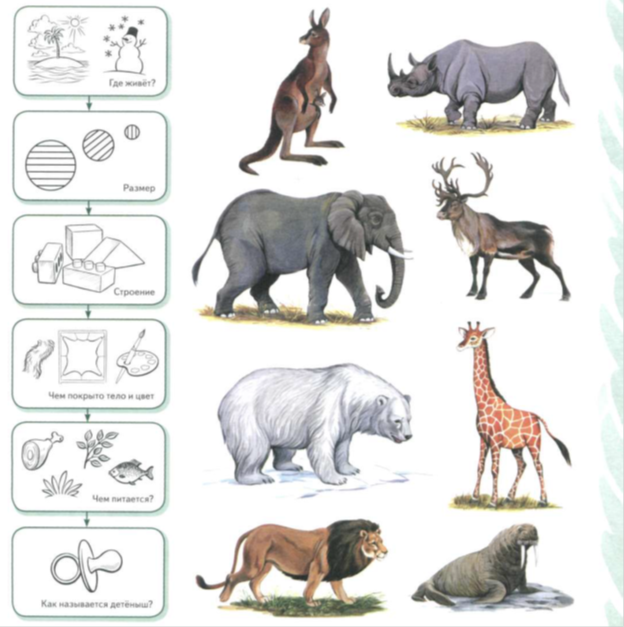 Где живёт?
Размер
Строение
Чем покрыто тело и цвет
Чем питается?
Как называется детёныш?